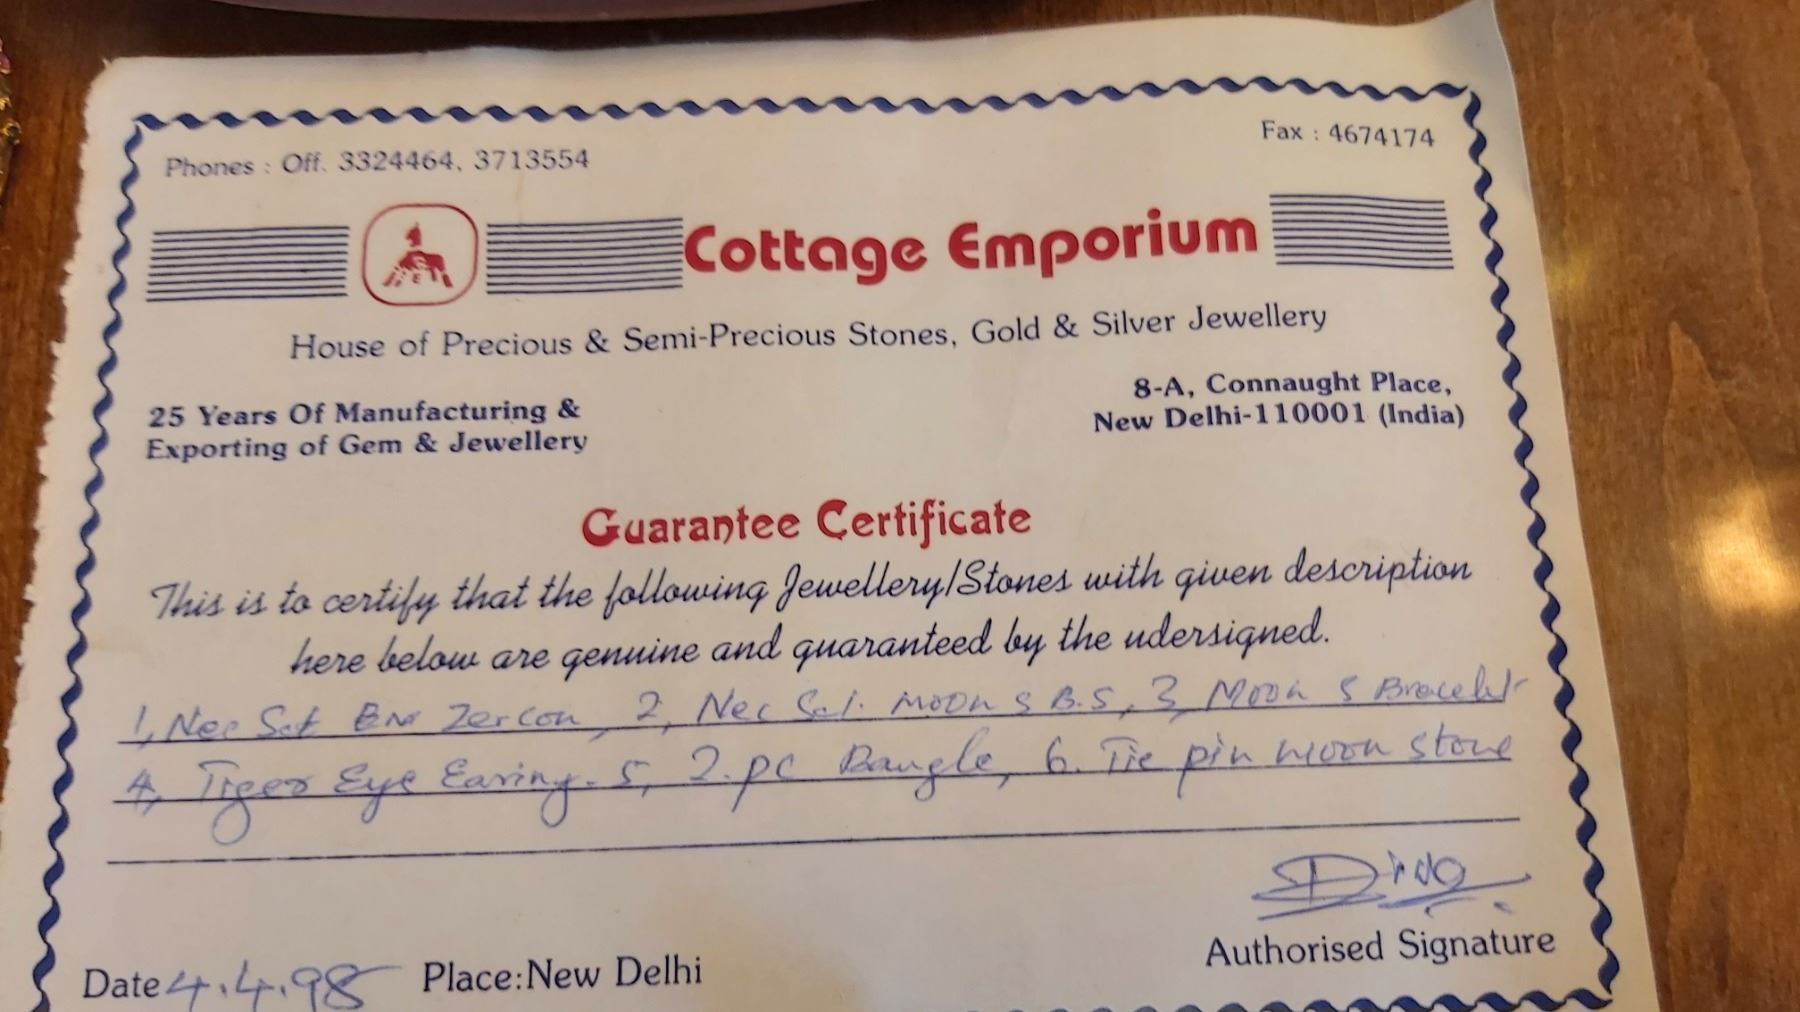 Fax : 4674174
Phones : Off. 3324464, 3713554
Cottage Emporium
House of Precious & Semi-Precious Stones, Gold & Silver Jewellery
25 Years Of Manufacturing &
Exporting of Gem & Jewellery
8-A, Connaught Place,
New Delhi-110001 (India)
Guarantee Certificate
This is to certify that the following Jewellery/Stones with given description
here below are genuine and guaranteed by the udersigned.
1, Nec Set Zercon, 2, Nec Set. Moon S B.S, 3, Moon S Bracelet
4, Tiger Eye Earing. 5, 2.pc Bangle, 6. Tie pin moon stone
Authorised Signature
Date 4.4.98 Place:New Delhi